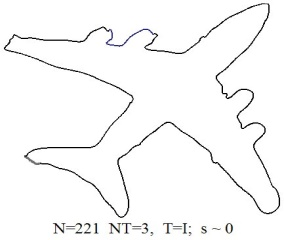 N=221 NT=3, T=I; s ~ 0